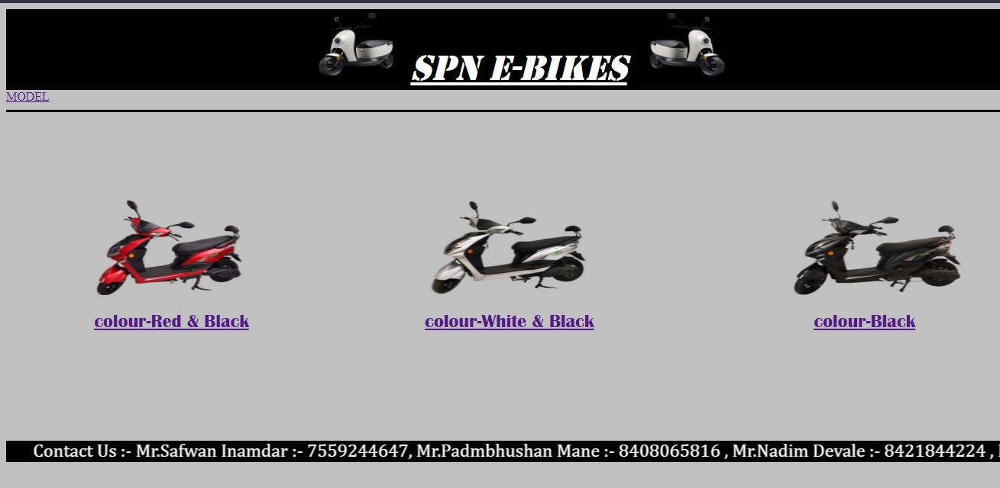 SPN E-BIKES
MODEL
colour-Red & Black
colour-White & Black
colour-Black
Contact Us :- Mr.Safwan Inamdar :- 7559244647, Mr.Padmbhushan Mane :- 8408065816 , Mr.Nadim Devale :- 8421844224 ,